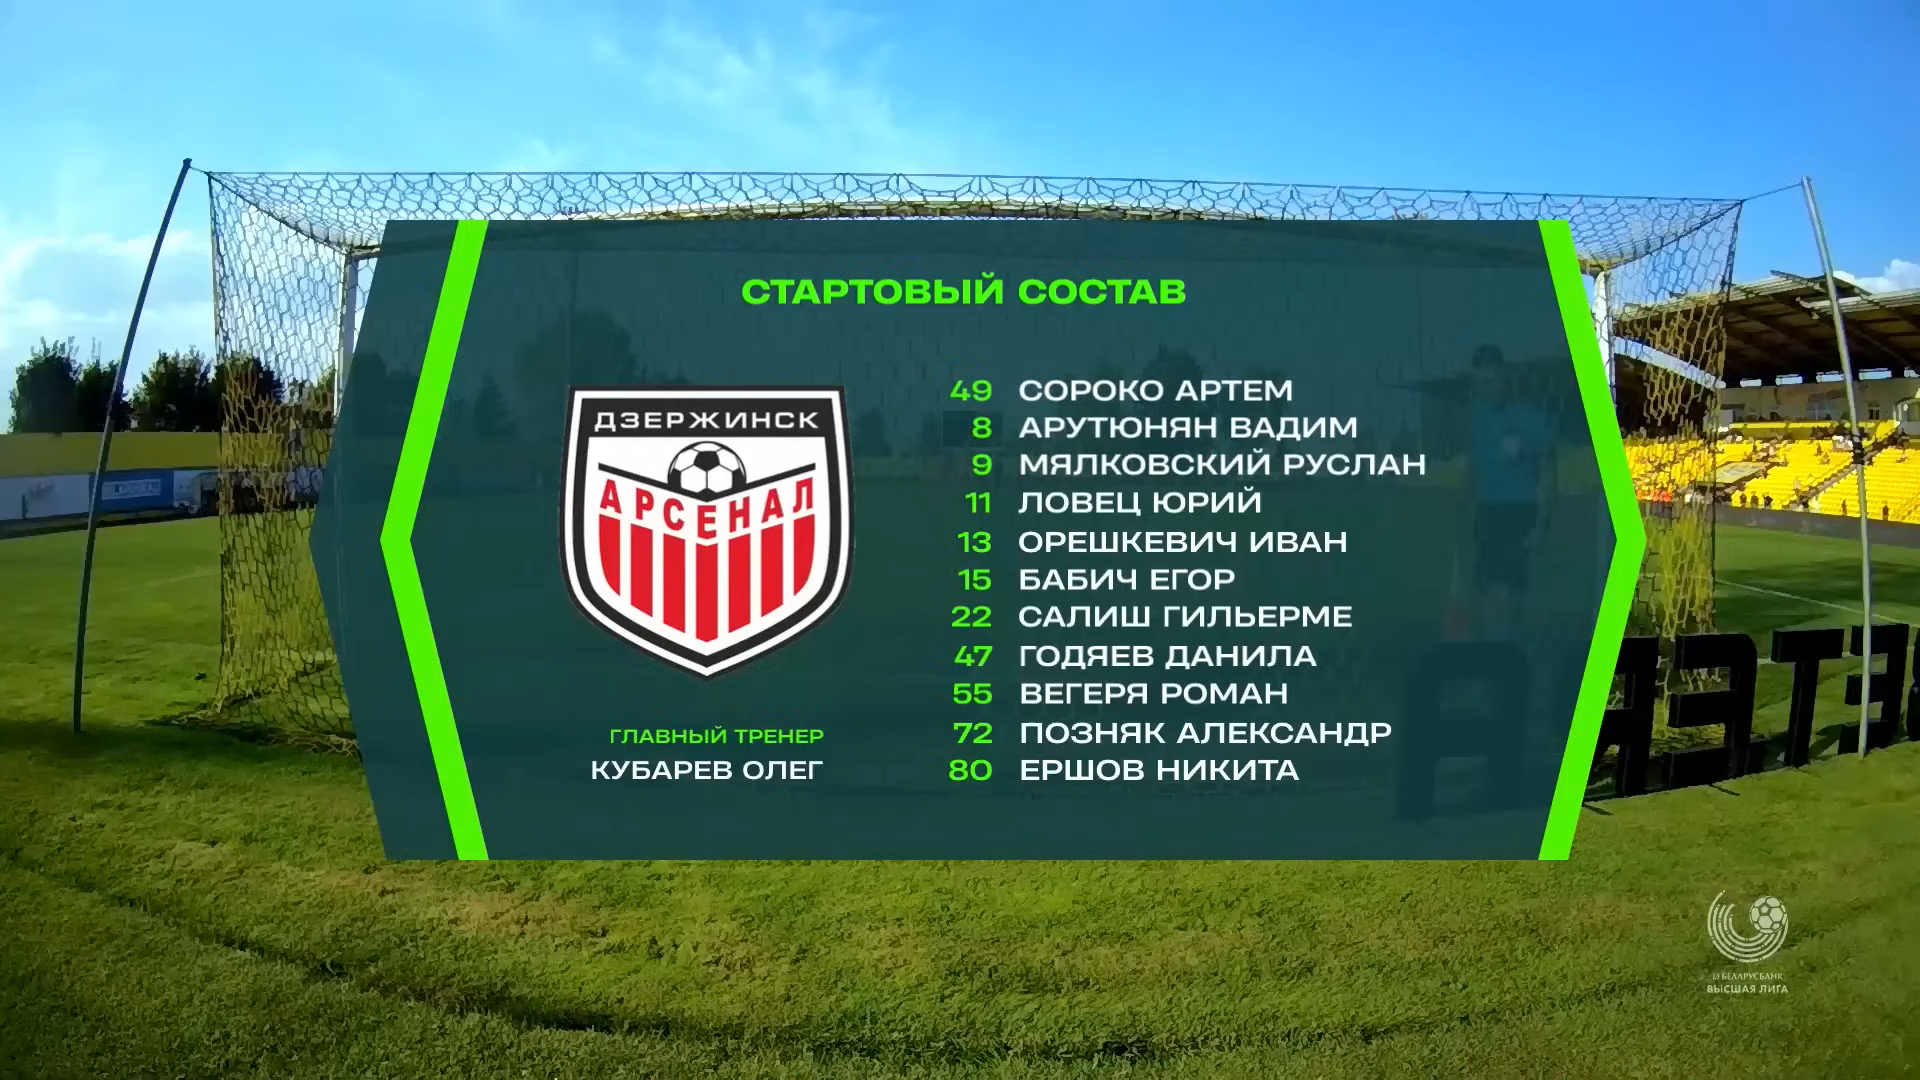 СТАРТОВЫЙ СОСТАВ
ДЗЕРЖИНСК
АРСЕНАЛ
ГЛАВНЫЙ ТРЕНЕР
КУБАРЕВ ОЛЕГ
49 СОРОКО АРТЕМ
8 АРУТЮНЯН ВАДИМ
9 МЯЛКОВСКИЙ РУСЛАН
11 ЛОВЕЦ ЮРИЙ
13 ОРЕШКЕВИЧ ИВАН
15 БАБИЧ ЕГОР
22 САЛИШ ГИЛЬЕРМЕ
47 ГОДЯЕВ ДАНИЛА
55 ВЕГЕРЯ РОМАН
72 ПОЗНЯК АЛЕКСАНДР
80 ЕРШОВ НИКИТА
БЕЛАРУСБАНК
ВЫСШАЯ ЛИГА